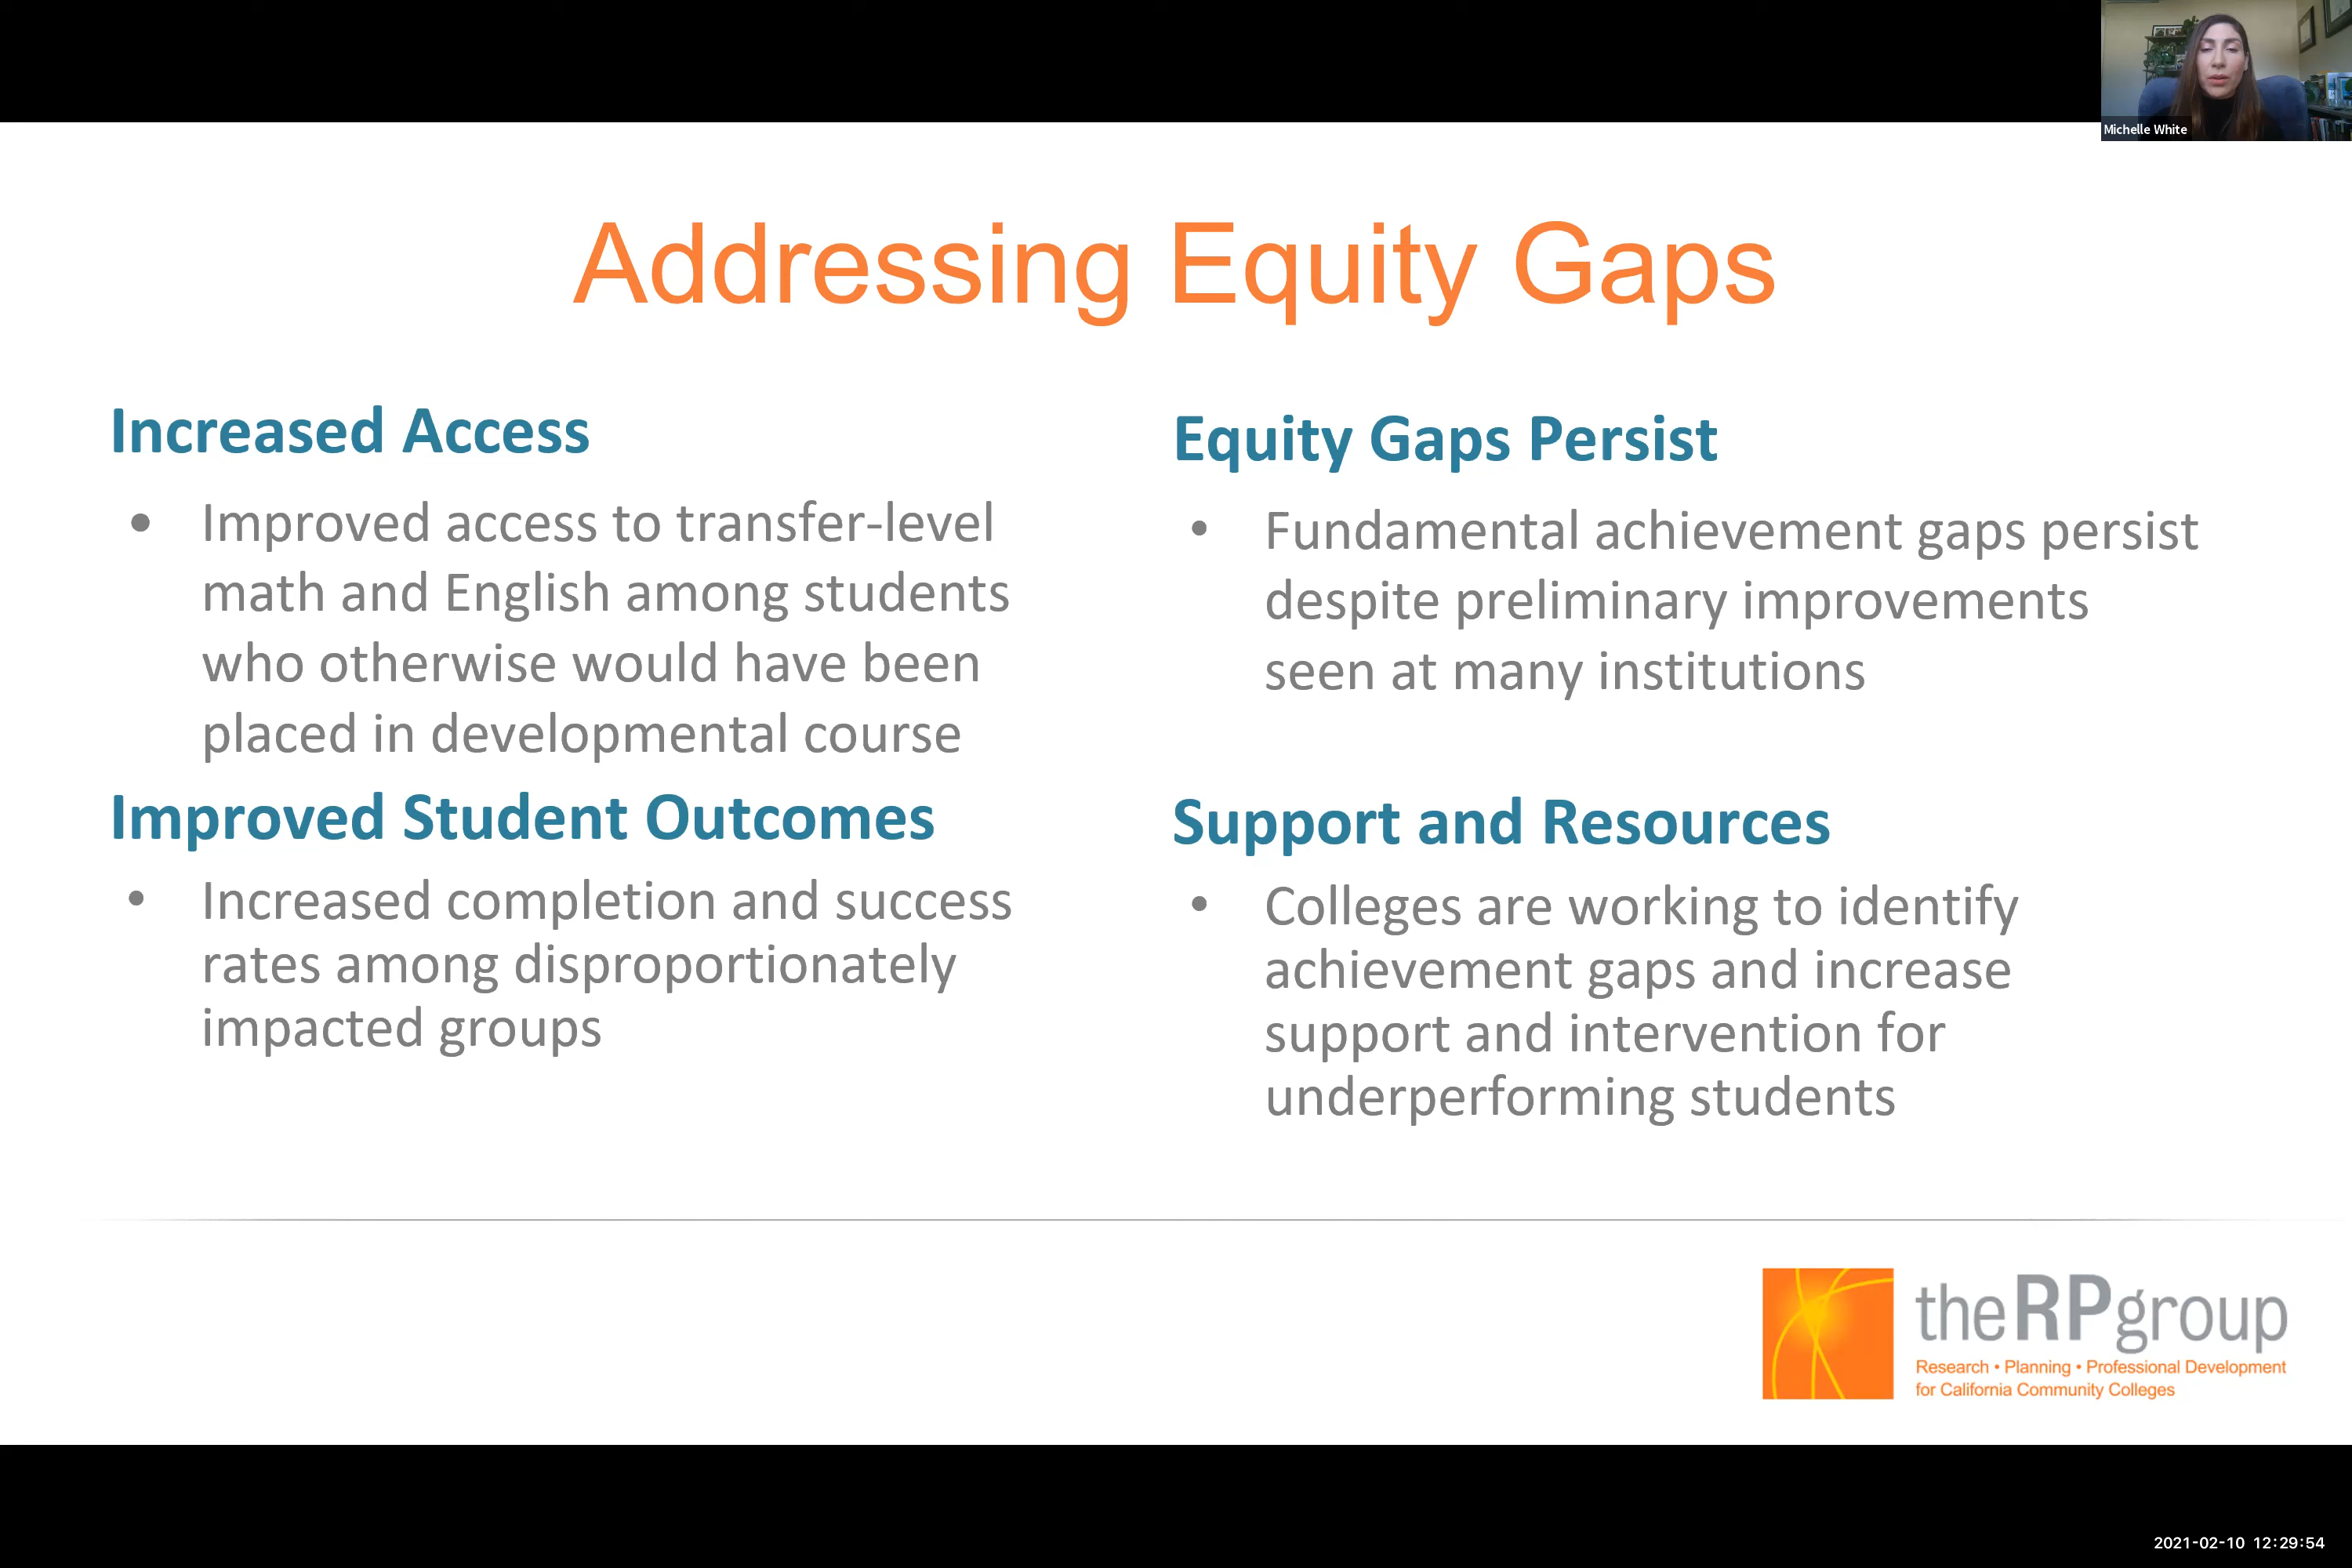 Michelle White
Addressing Equity Gaps
Increased Access
• Improved access to transfer-level
math and English among students
who otherwise would have been
placed in developmental course
Improved Student Outcomes
• Increased completion and success
rates among disproportionately
impacted groups
Equity Gaps Persist
• Fundamental achievement gaps persist
despite preliminary improvements
seen at many institutions
Support and Resources
• Colleges are working to identify
achievement gaps and increase
support and intervention for
underperforming students
theRPgroup
Research • Planning • Professional Development
for California Community Colleges
2021-02-10 12:29:54